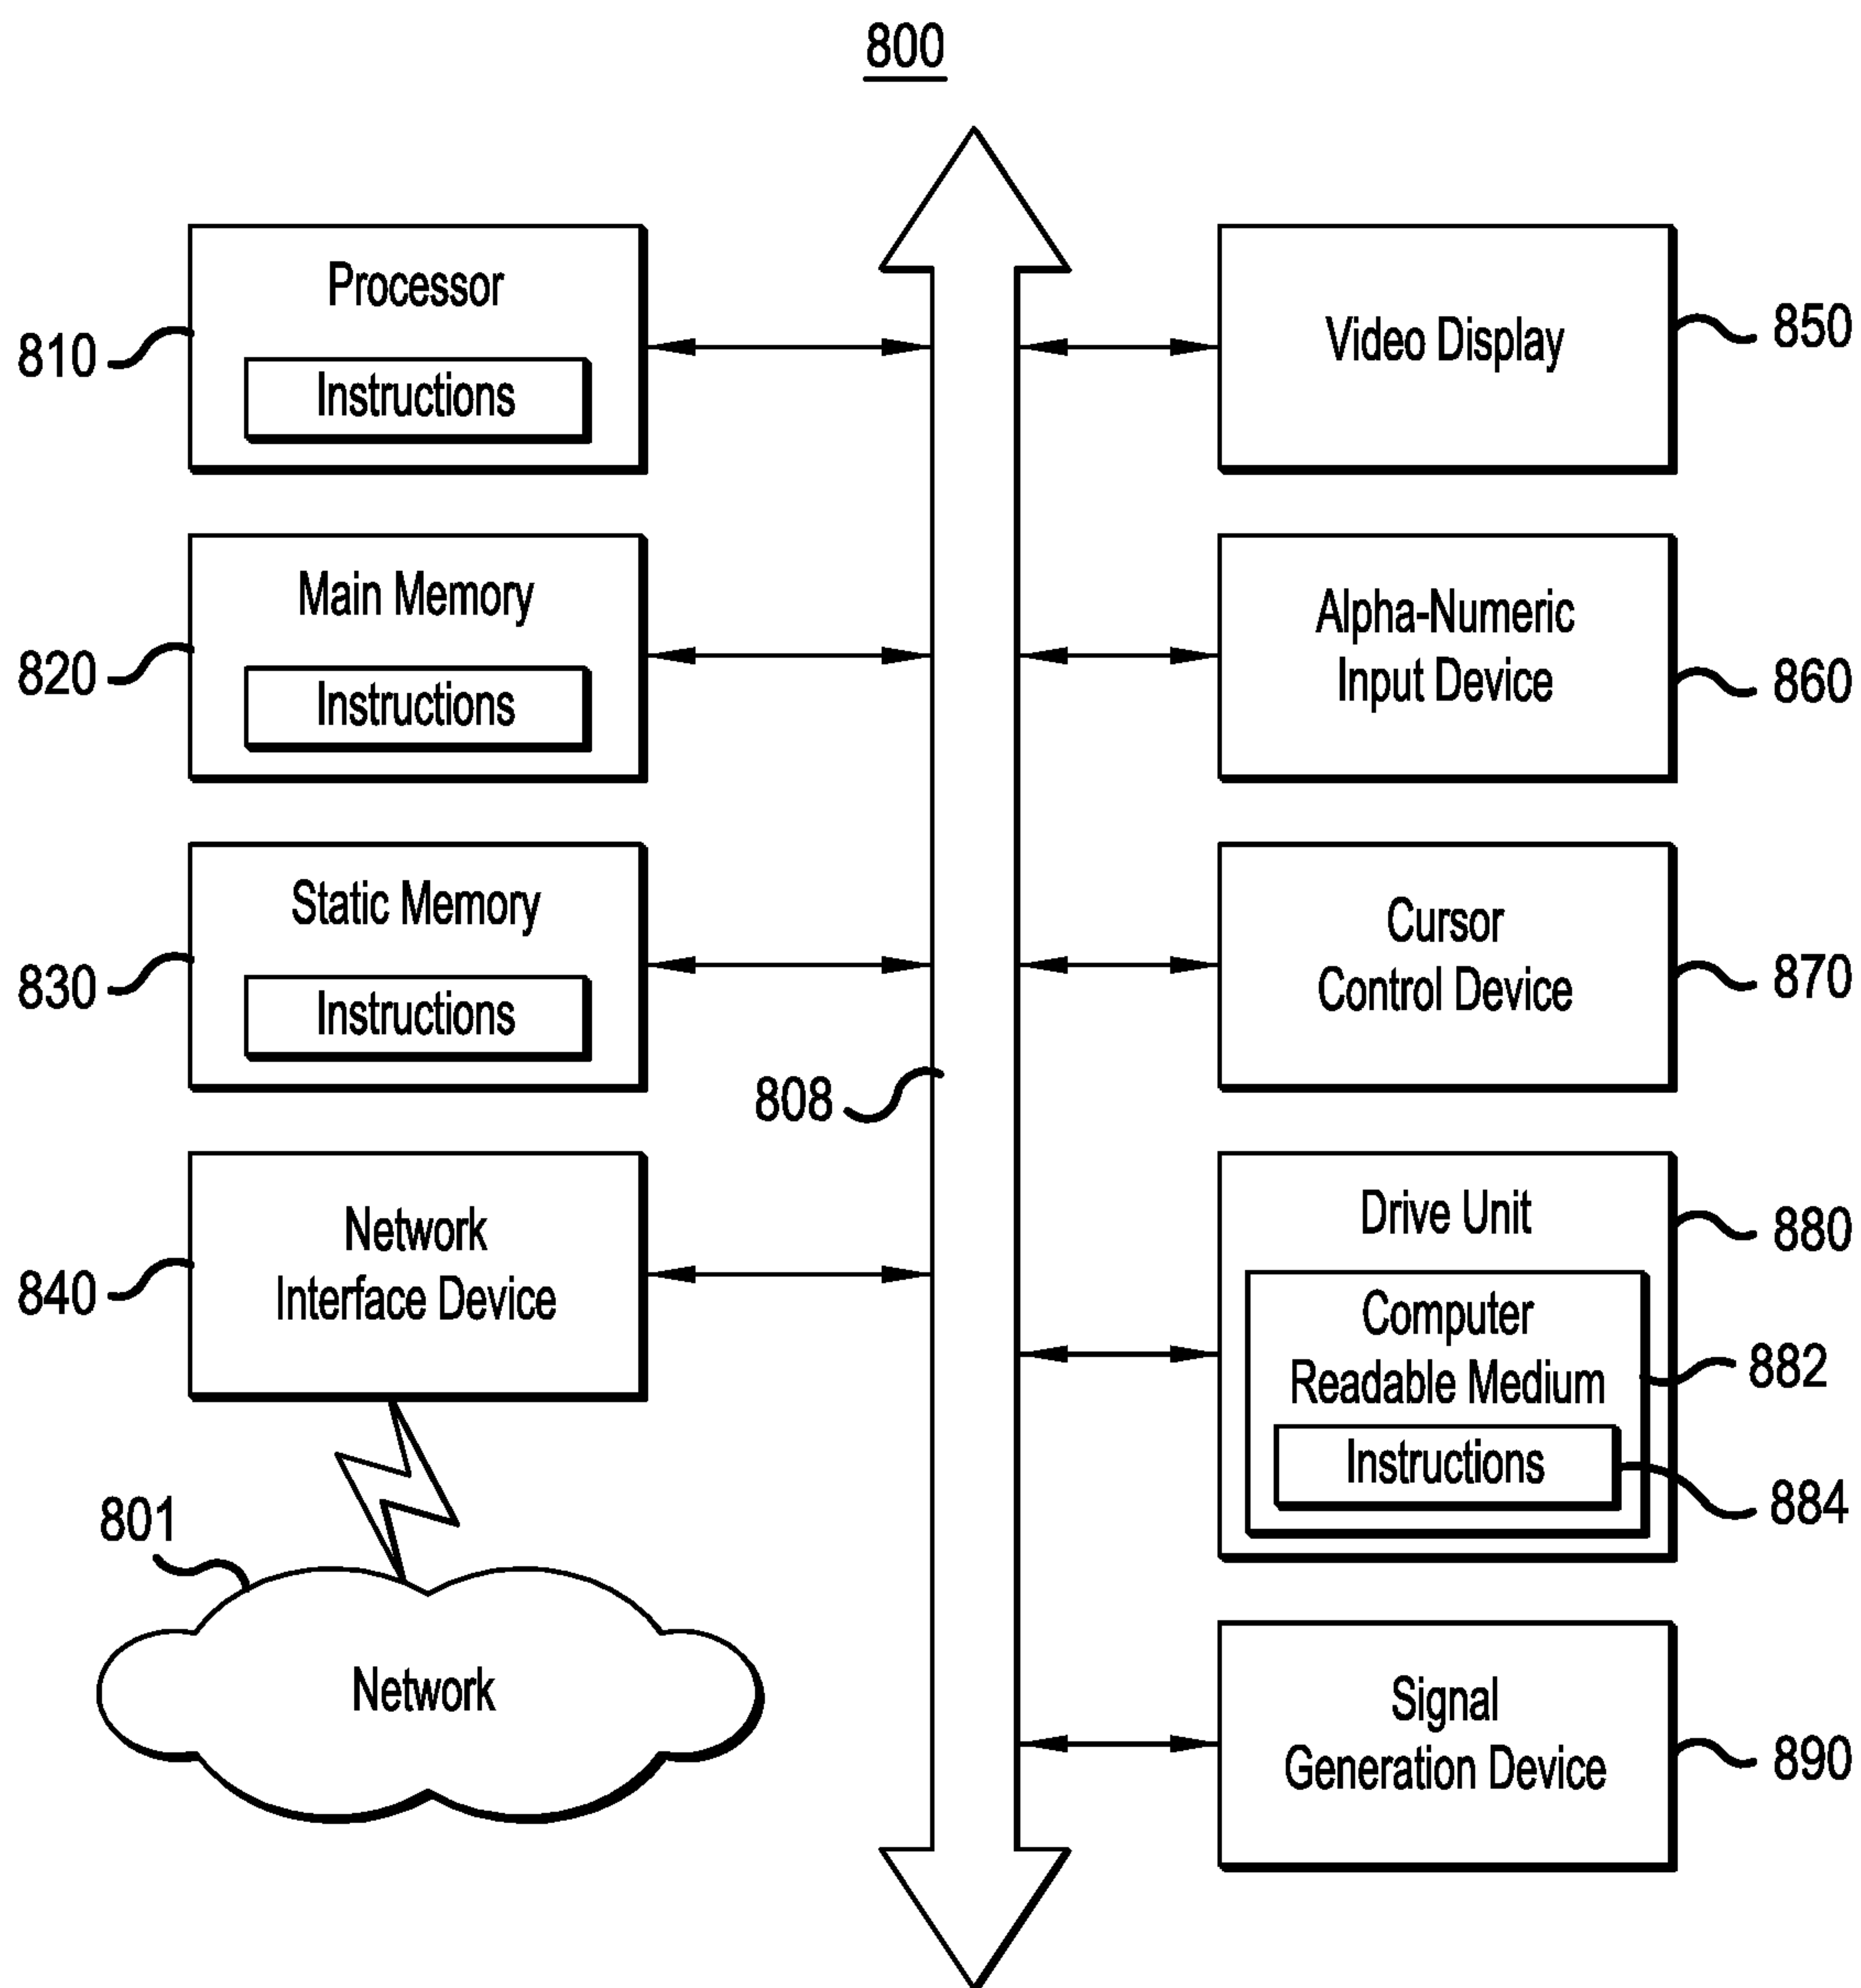 800
Processor
Instructions
810
Main Memory
Instructions
820
Static Memory
Instructions
830
808
Network
Interface Device
840
801
Network
Video Display
850
Alpha-Numeric
Input Device
860
Cursor
Control Device
870
Drive Unit
880
Computer
Readable Medium
882
Instructions
884
Signal
Generation Device
890